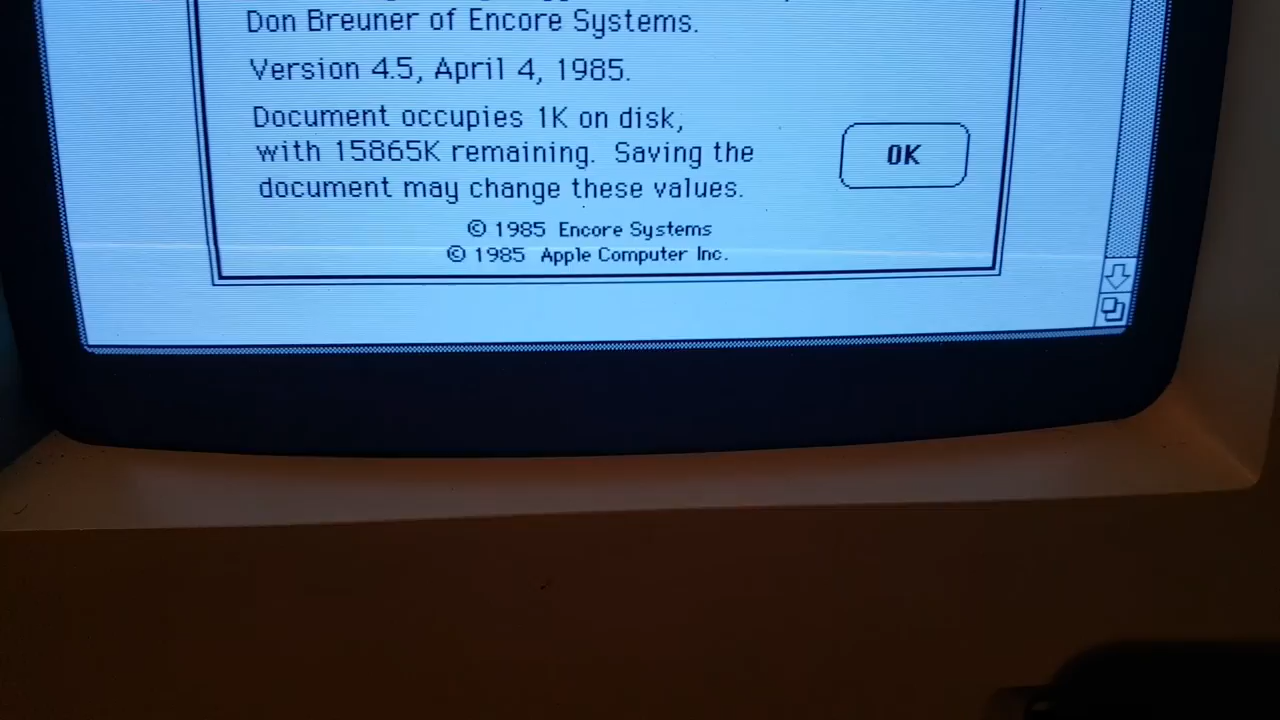 Don Breuner of Encore Systems.
Version 4.5, April 4, 1985.
Document occupies 1K on disk,
with 15865K remaining. Saving the
document may change these values.
OK
© 1985 Encore Systems
© 1985 Apple Computer Inc.